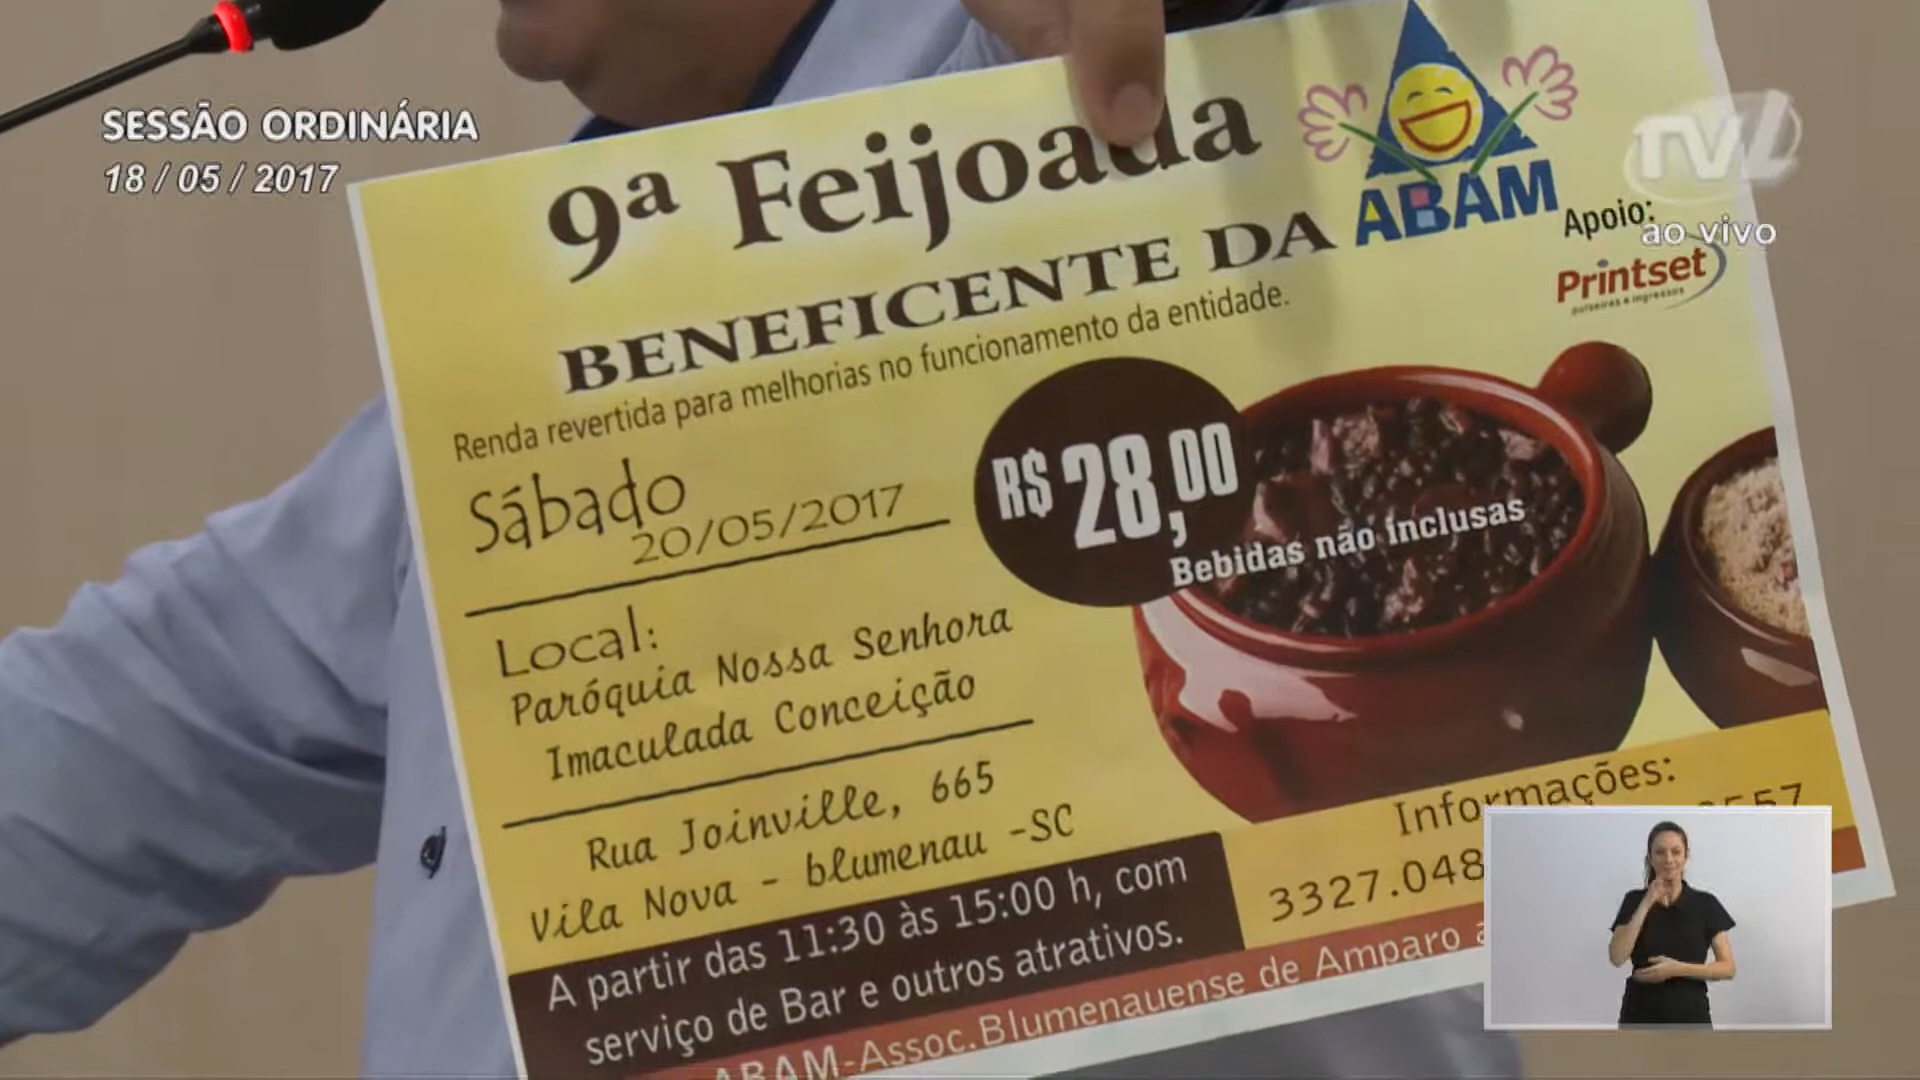 SESSÃO ORDINÁRIA
18 / 05 / 2017
TVL
ao vivo
9ª Feijoada
BENEFICENTE DA ABAM
Renda revertida para melhorias no funcionamento da entidade.
Apoio:
Printset
pulseiras e ingressos
Sábado
20/05/2017
R$ 28,00
Bebidas não inclusas
Local:
Paróquia Nossa Senhora
Imaculada Conceição
Rua Joinville, 665
Vila Nova - blumenau -SC
A partir das 11:30 às 15:00 h, com
serviço de Bar e outros atrativos.
Informações:
3327.048
ABAM-Assoc.Blumenauense de Amparo